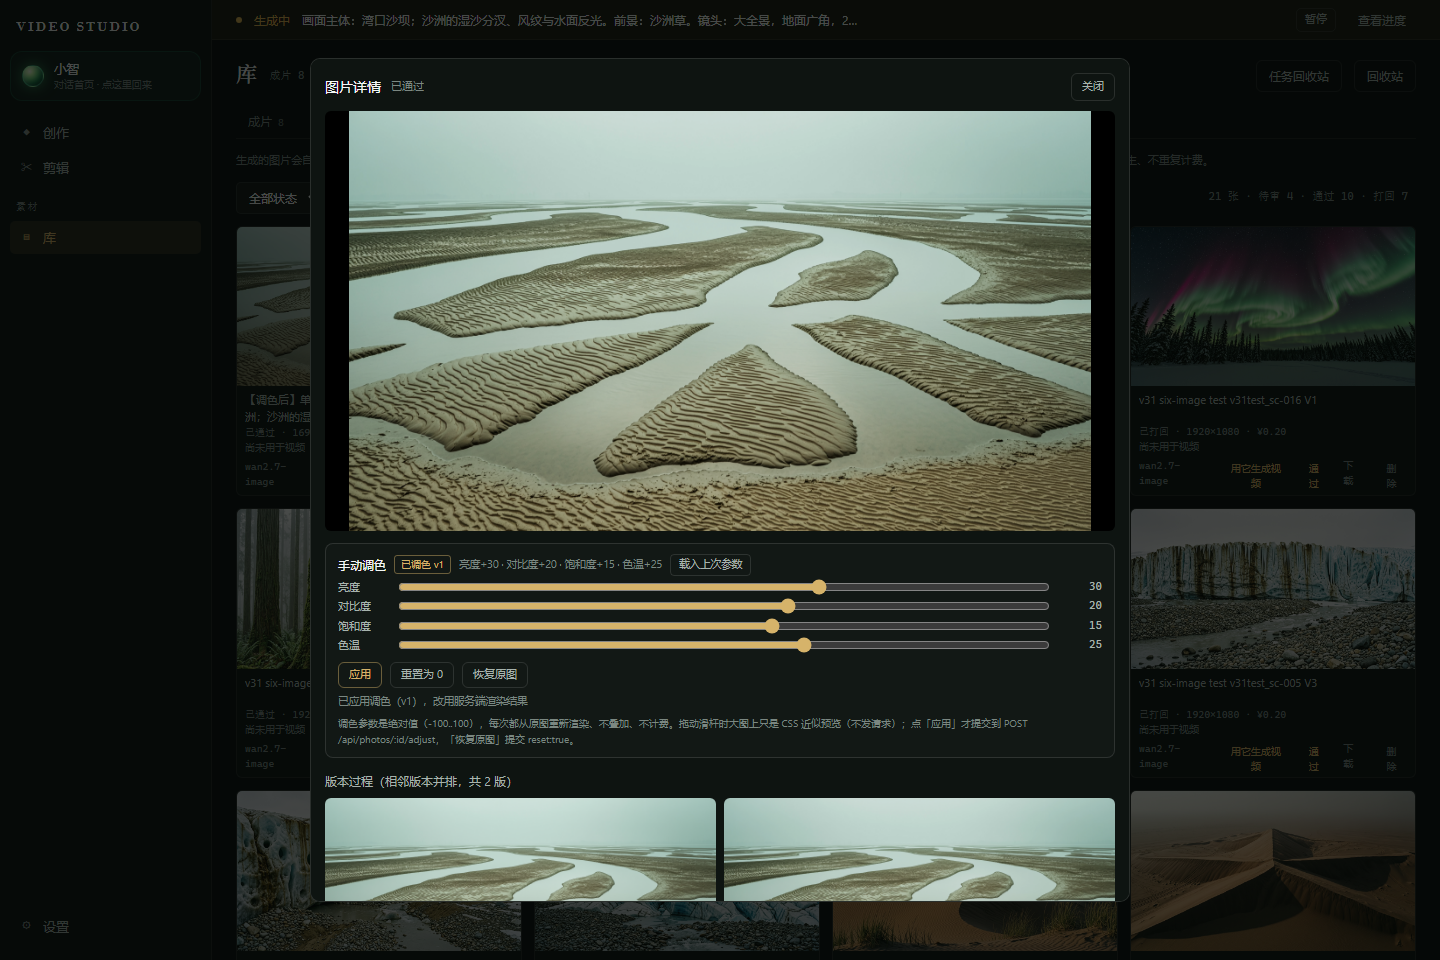 VIDEO STUDIO
小智
对话首页 · 点这里回来
创作
剪辑
素材
库
设置
生成中 画面主体：湾口沙坝；沙洲的湿沙分汊、风纹与水面反光。前景：沙洲草。镜头：大全景，地面广角，2...
暂停
查看进度
库 成片 8
任务回收站
回收站
成片 8
生成的图片会自
主、不重复计费。
全部状态
21 张 · 待审 4 · 通过 10 · 打回 7
图片详情 已通过
关闭
手动调色 已调色 v1 亮度+30 · 对比度+20 · 饱和度+15 · 色温+25 载入上次参数
亮度 30
对比度 20
饱和度 15
色温 25
应用 重置为 0 恢复原图
已应用调色（v1），改用服务端渲染结果
调色参数是绝对值（-100..100），每次都从原图重新渲染、不叠加、不计费。拖动滑杆时大图上只是 CSS 近似预览（不发请求）；点「应用」才提交到 POST
/api/photos/:id/adjust，「恢复原图」提交 reset:true。
版本过程（相邻版本并排，共 2 版）
【调色后】单
洲；沙洲的湿
已通过 · 169
尚未用于视频
wan2.7-
image
v31 six-image test v31test_sc-016 V1
已打回 · 1920×1080 · ¥0.20
尚未用于视频
wan2.7-
image
用它生成视
频
通
过
下
载
删
除
v31 six-image
已通过 · 192
尚未用于视频
wan2.7-
image
v31 six-image test v31test_sc-005 V3
已打回 · 1920×1080 · ¥0.20
尚未用于视频
wan2.7-
image
用它生成视
频
通
过
下
载
删
除